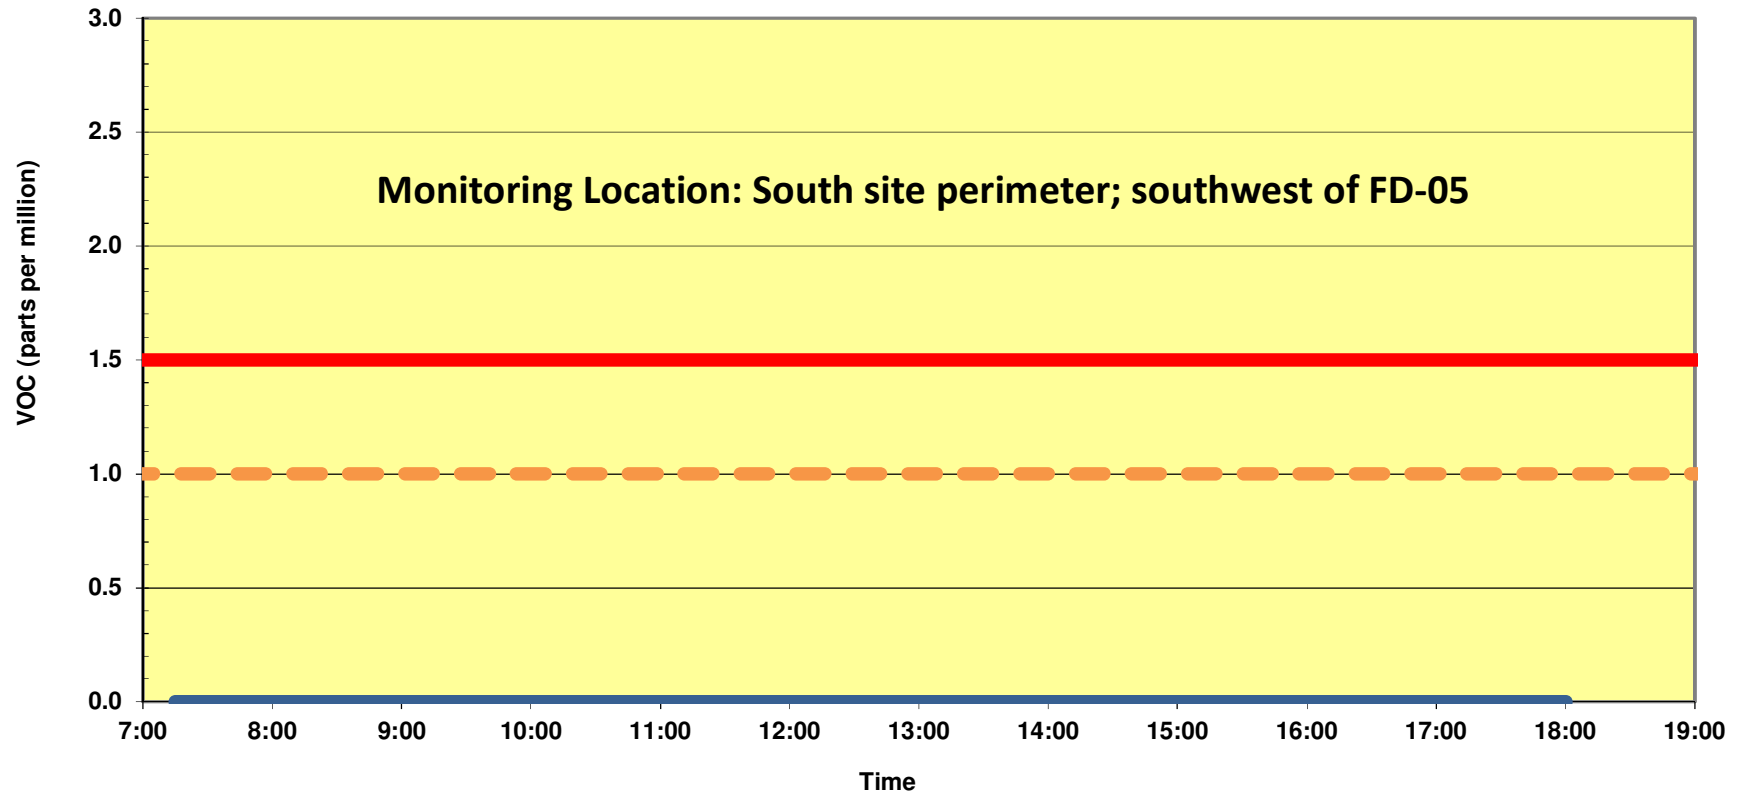 3.0
2.5
2.0
1.5
1.0
0.5
0.0
VOC (parts per million)
Monitoring Location: South site perimeter; southwest of FD-05
7:00 8:00 9:00 10:00 11:00 12:00 13:00 14:00 15:00 16:00 17:00 18:00 19:00
Time